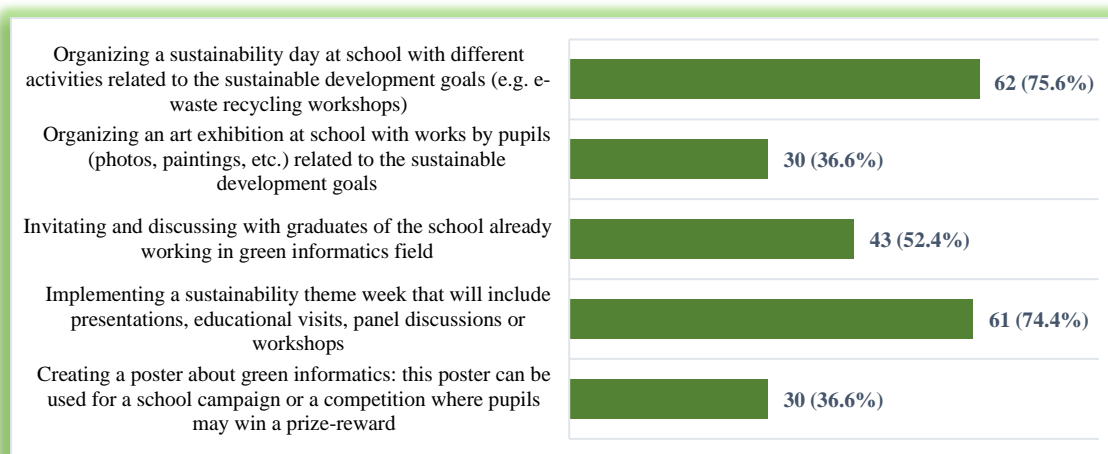 Organizing a sustainability day at school with different
activities related to the sustainable development goals (e.g. e-
waste recycling workshops)
62 (75.6%)
Organizing an art exhibition at school with works by pupils
(photos, paintings, etc.) related to the sustainable
development goals
30 (36.6%)
Invitating and discussing with graduates of the school already
working in green informatics field
43 (52.4%)
Implementing a sustainability theme week that will include
presentations, educational visits, panel discussions or
workshops
61 (74.4%)
Creating a poster about green informatics: this poster can be
used for a school campaign or a competition where pupils
may win a prize-reward
30 (36.6%)